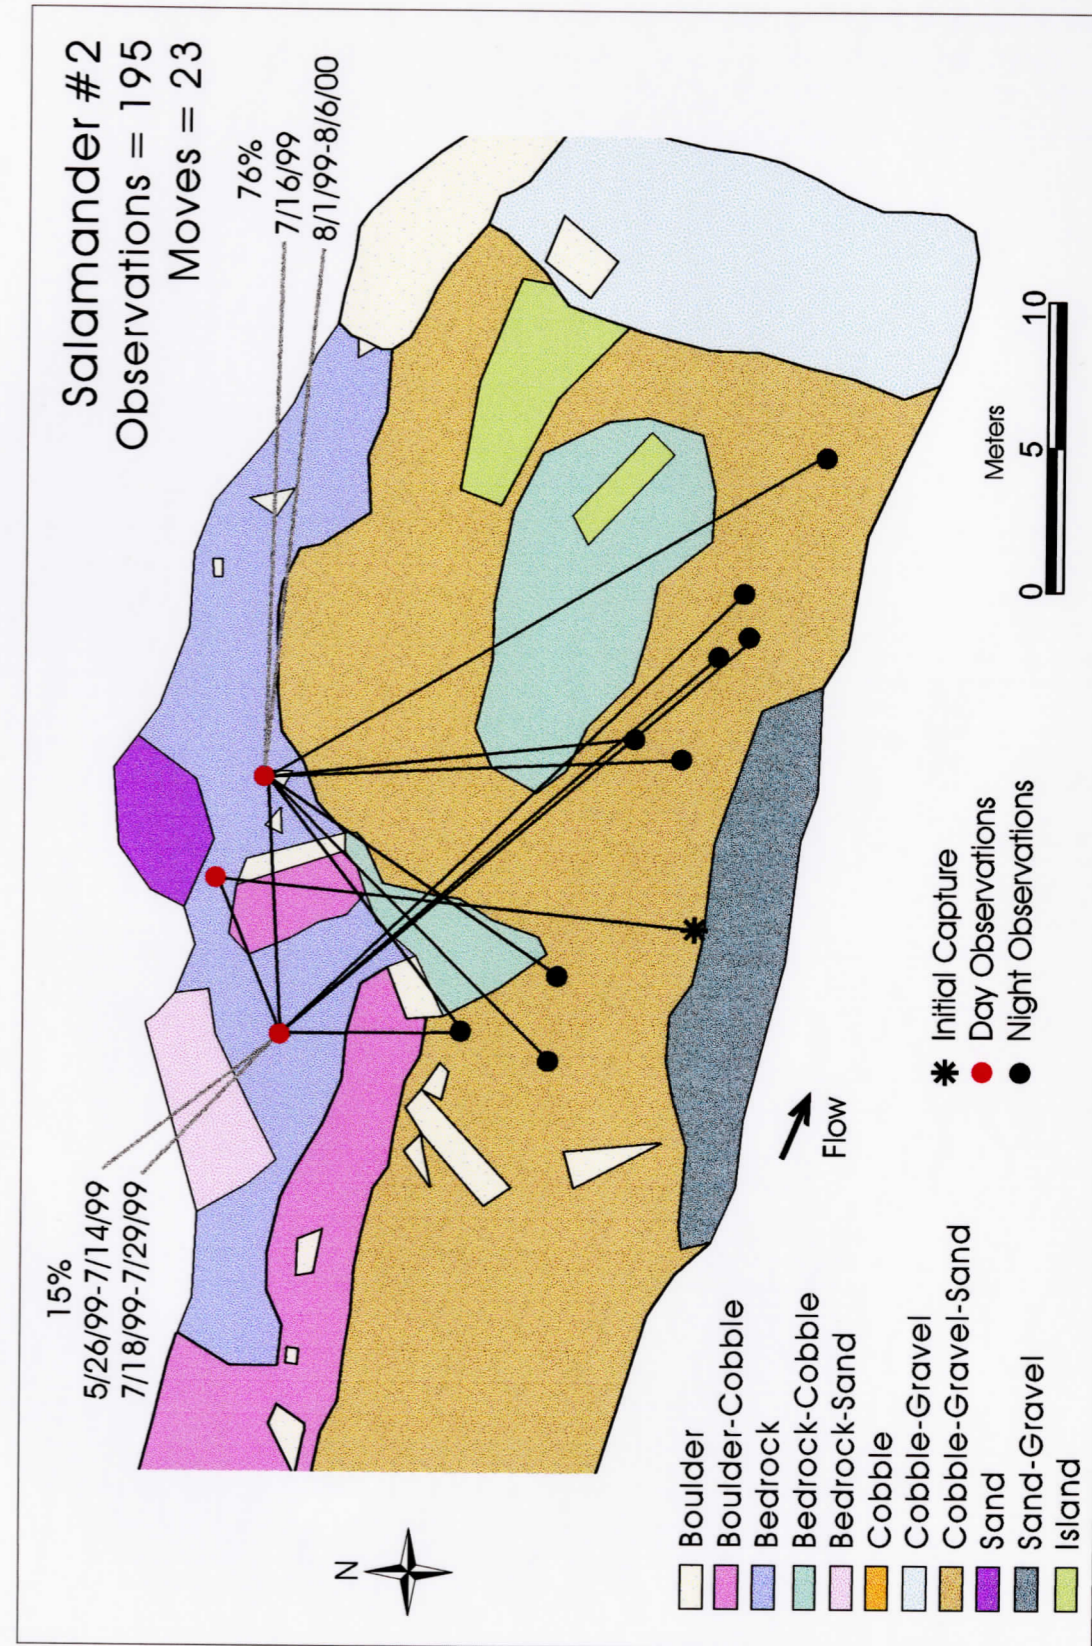 Salamander #2
Observations = 195
Moves = 23
76%
7/16/99
8/1/99-8/6/00
15%
5/26/99-7/14/99
7/18/99-7/29/99
N
Boulder
Boulder-Cobble
Bedrock
Bedrock-Cobble
Bedrock-Sand
Cobble
Cobble-Gravel
Cobble-Gravel-Sand
Sand
Sand-Gravel
Island
Flow
Initial Capture
Day Observations
Night Observations
Meters
0 5 10